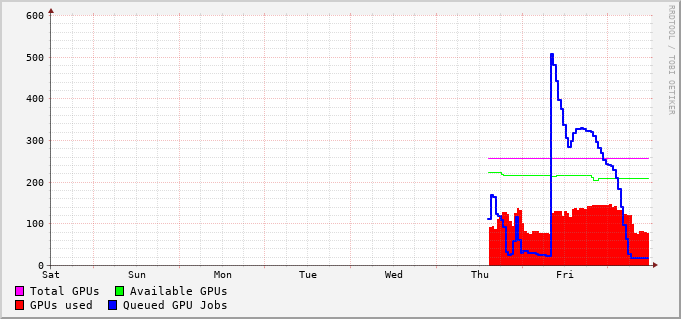 600
500
400
300
200
100
0
Sat Sun Mon Tue Wed Thu Fri
Total GPUs Available GPUs
GPUs used Queued GPU Jobs
RRDTOOL / TOBI OETIKER